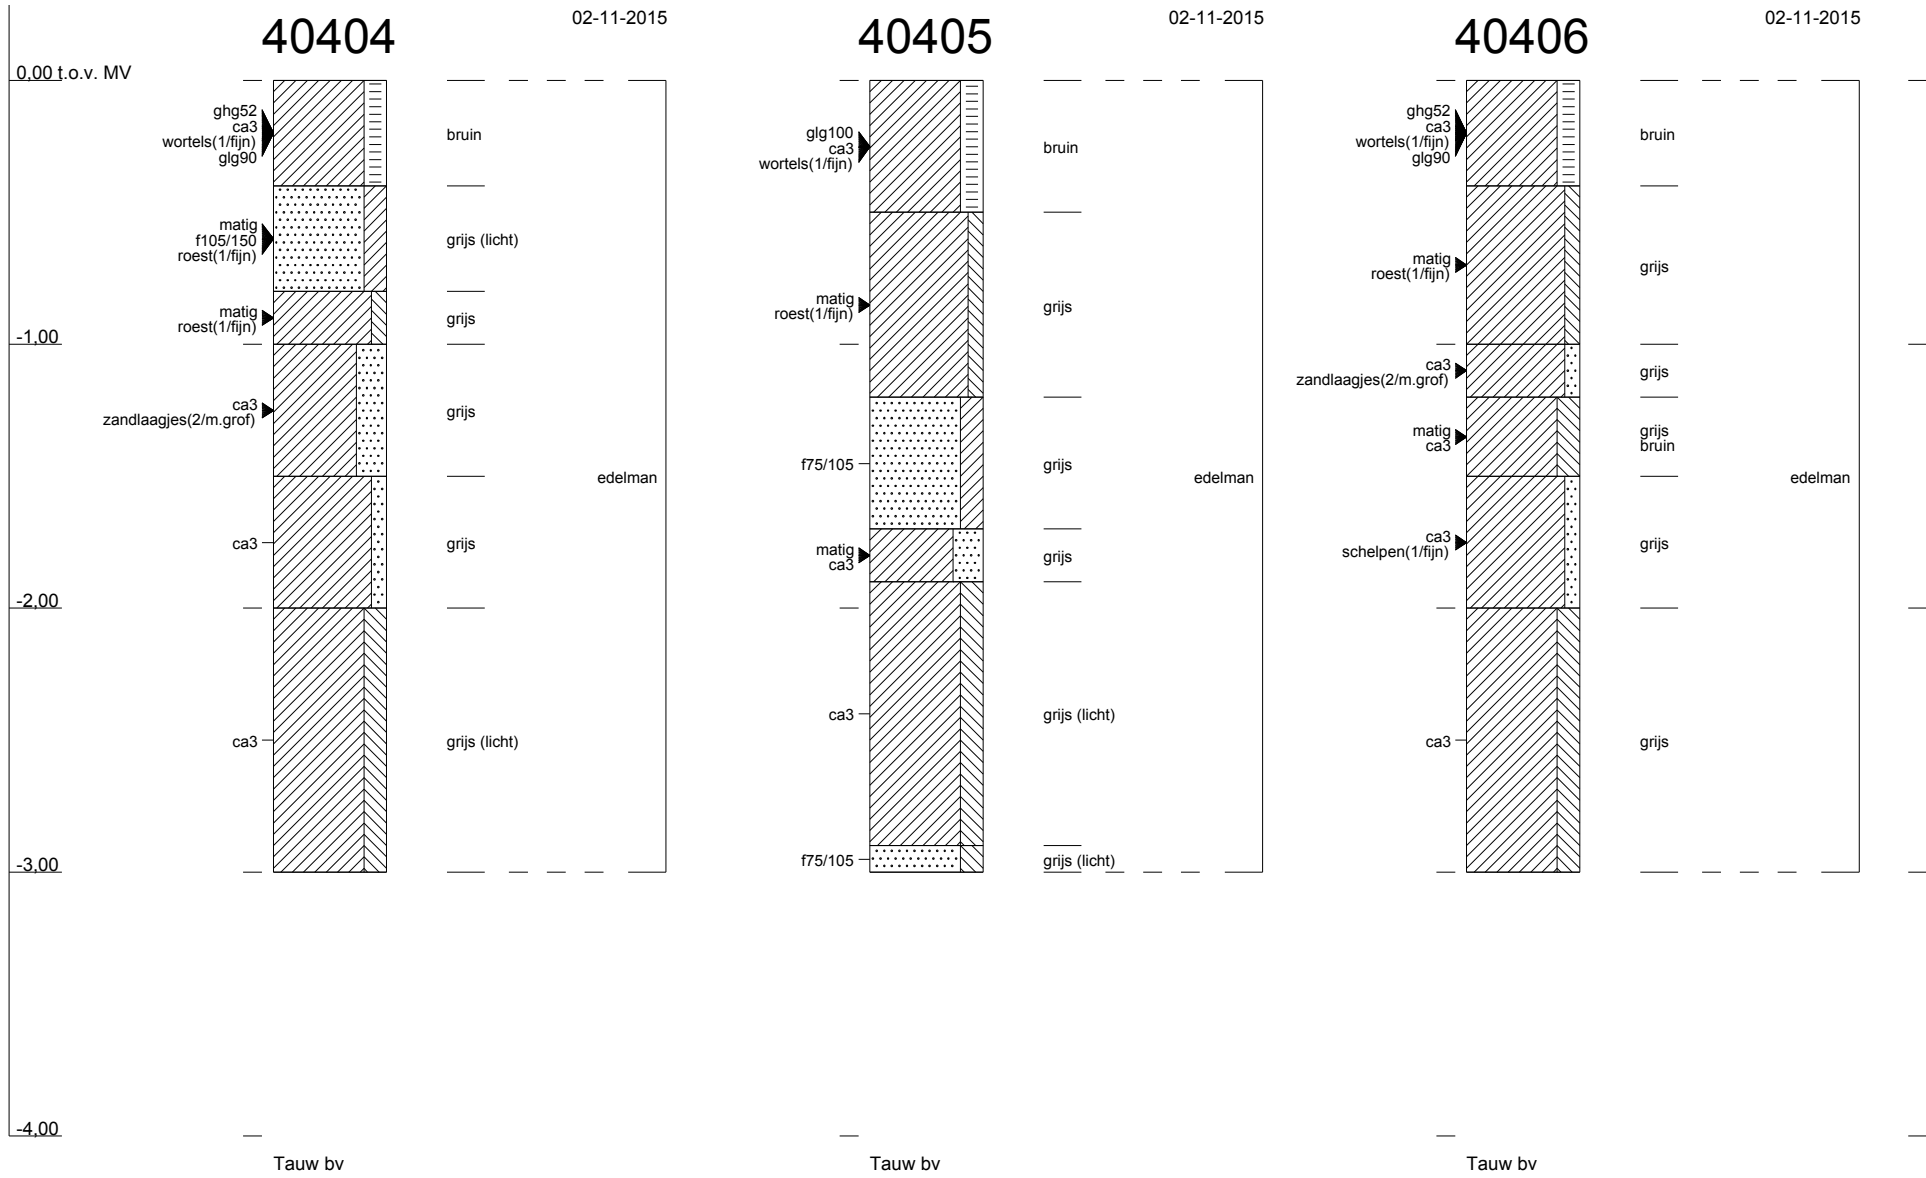 40404
02-11-2015
40405
02-11-2015
40406
02-11-2015
0,00 t.o.v. MV
-1,00
-2,00
-3,00
-4,00
ghg52
ca3
wortels(1/fijn)
glg90
bruin
matig
f105/150
roest(1/fijn)
grijs (licht)
matig
roest(1/fijn)
grijs
ca3
zandlaagjes(2/m.grof)
grijs
edelman
ca3
grijs
ca3
grijs (licht)
Tauw bv
glg100
ca3
wortels(1/fijn)
bruin
matig
roest(1/fijn)
grijs
f75/105
grijs
edelman
matig
ca3
grijs
ca3
grijs (licht)
f75/105
grijs (licht)
Tauw bv
ghg52
ca3
wortels(1/fijn)
glg90
bruin
matig
roest(1/fijn)
grijs
ca3
zandlaagjes(2/m.grof)
grijs
matig
ca3
grijs
bruin
edelman
ca3
schelpen(1/fijn)
grijs
ca3
grijs
Tauw bv